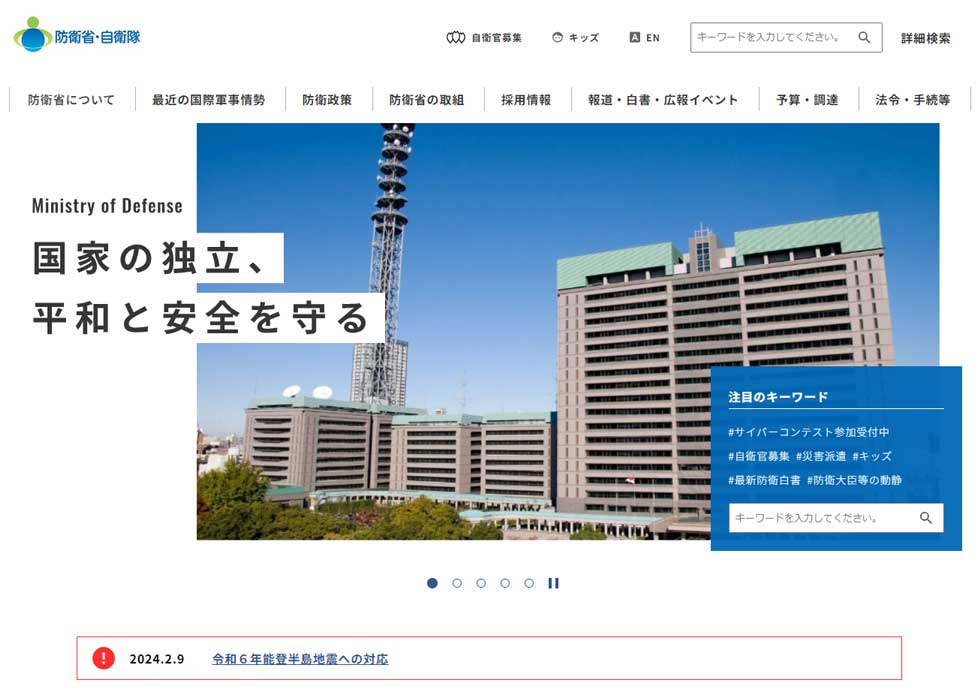 防衛省・自衛隊
自衛官募集
キッズ
A EN
キーワードを入力してください。
詳細検索
防衛省について
最近の国際軍事情勢
防衛政策
防衛省の取組
採用情報
報道・白書・広報イベント
予算・調達
法令・手続等
Ministry of Defense
国家の独立、
平和と安全を守る
注目のキーワード
#サイバーコンテスト参加受付中
#自衛官募集 #災害派遣 #キッズ
#最新防衛白書 #防衛大臣等の動静
キーワードを入力してください。
2024.2.9 令和６年能登半島地震への対応